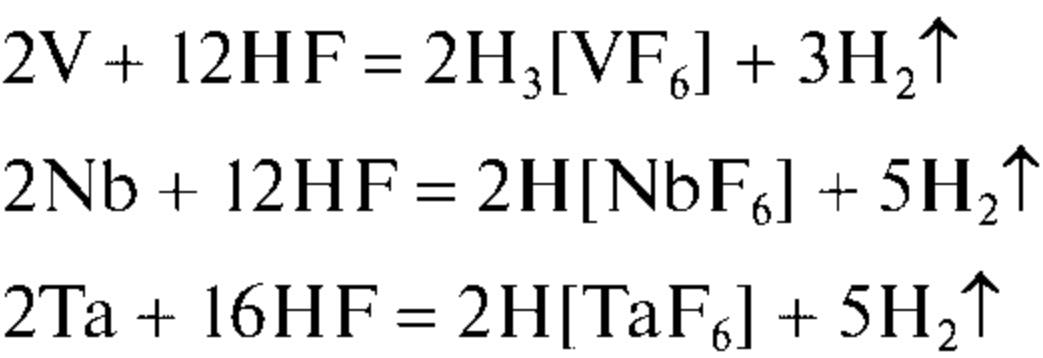 2V + 12HF = 2H₃[VF₆] + 3H₂↑
2Nb + 12HF = 2H[NbF₆] + 5H₂↑
2Ta + 16HF = 2H[TaF₆] + 5H₂↑